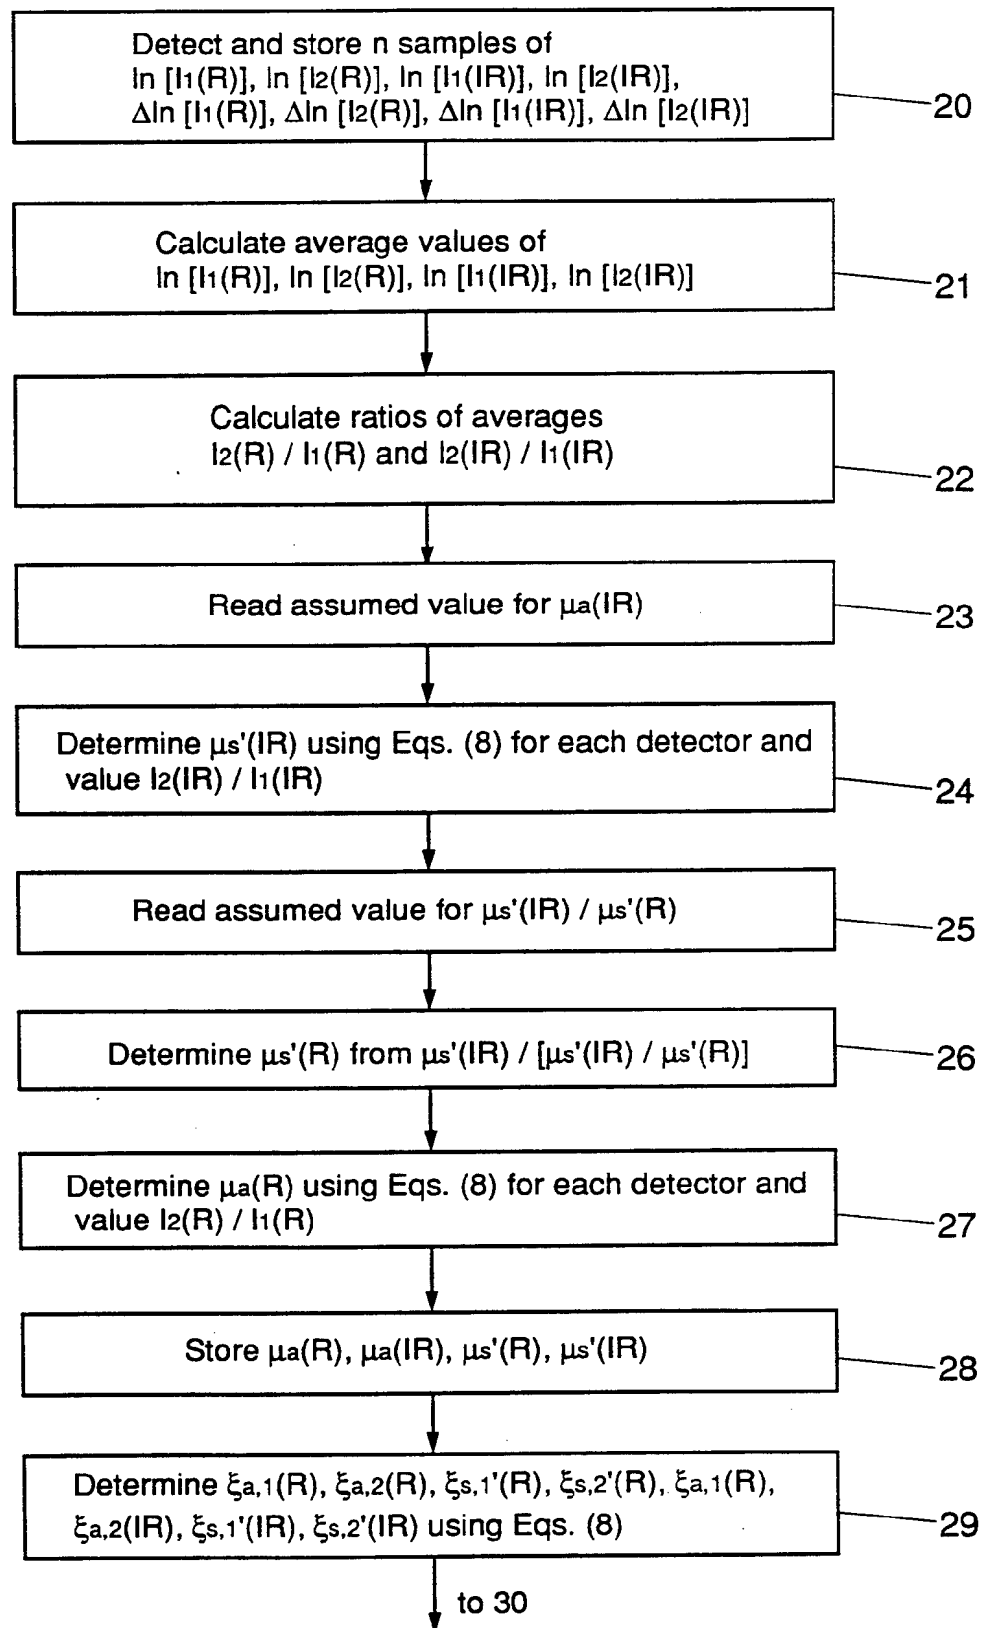 Detect and store n samples of
ln [I1(R)], ln [I2(R)], ln [I1(IR)], ln [I2(IR)],
Δln [I1(R)], Δln [I2(R)], Δln [I1(IR)], Δln [I2(IR)]
20
Calculate average values of
ln [I1(R)], ln [I2(R)], ln [I1(IR)], ln [I2(IR)]
21
Calculate ratios of averages
I2(R) / I1(R) and I2(IR) / I1(IR)
22
Read assumed value for μa(IR)
23
Determine μs'(IR) using Eqs. (8) for each detector and
value I2(IR) / I1(IR)
24
Read assumed value for μs'(IR) / μs'(R)
25
Determine μs'(R) from μs'(IR) / [μs'(IR) / μs'(R)]
26
Determine μa(R) using Eqs. (8) for each detector and
value I2(R) / I1(R)
27
Store μa(R), μa(IR), μs'(R), μs'(IR)
28
Determine ξa,1(R), ξa,2(R), ξs,1'(R), ξs,2'(R), ξa,1(R),
ξa,2(IR), ξs,1'(IR), ξs,2'(IR) using Eqs. (8)
29
to 30